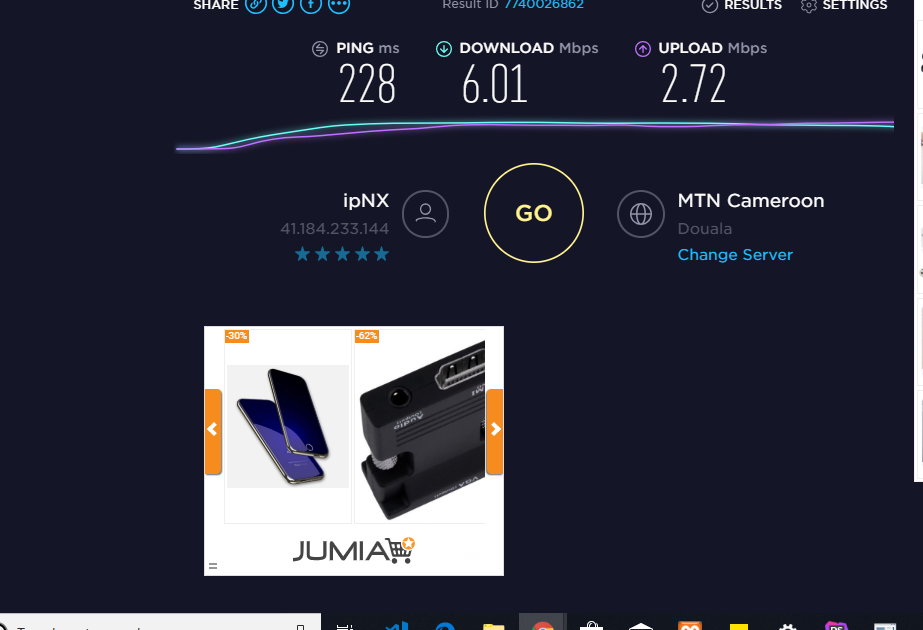 SHARE
Result ID 7740026862
RESULTS
SETTINGS
PING ms
DOWNLOAD Mbps
UPLOAD Mbps
228
6.01
2.72
ipNX
41.184.233.144
GO
MTN Cameroon
Douala
Change Server
-30%
-62%
Audio
JUMIA